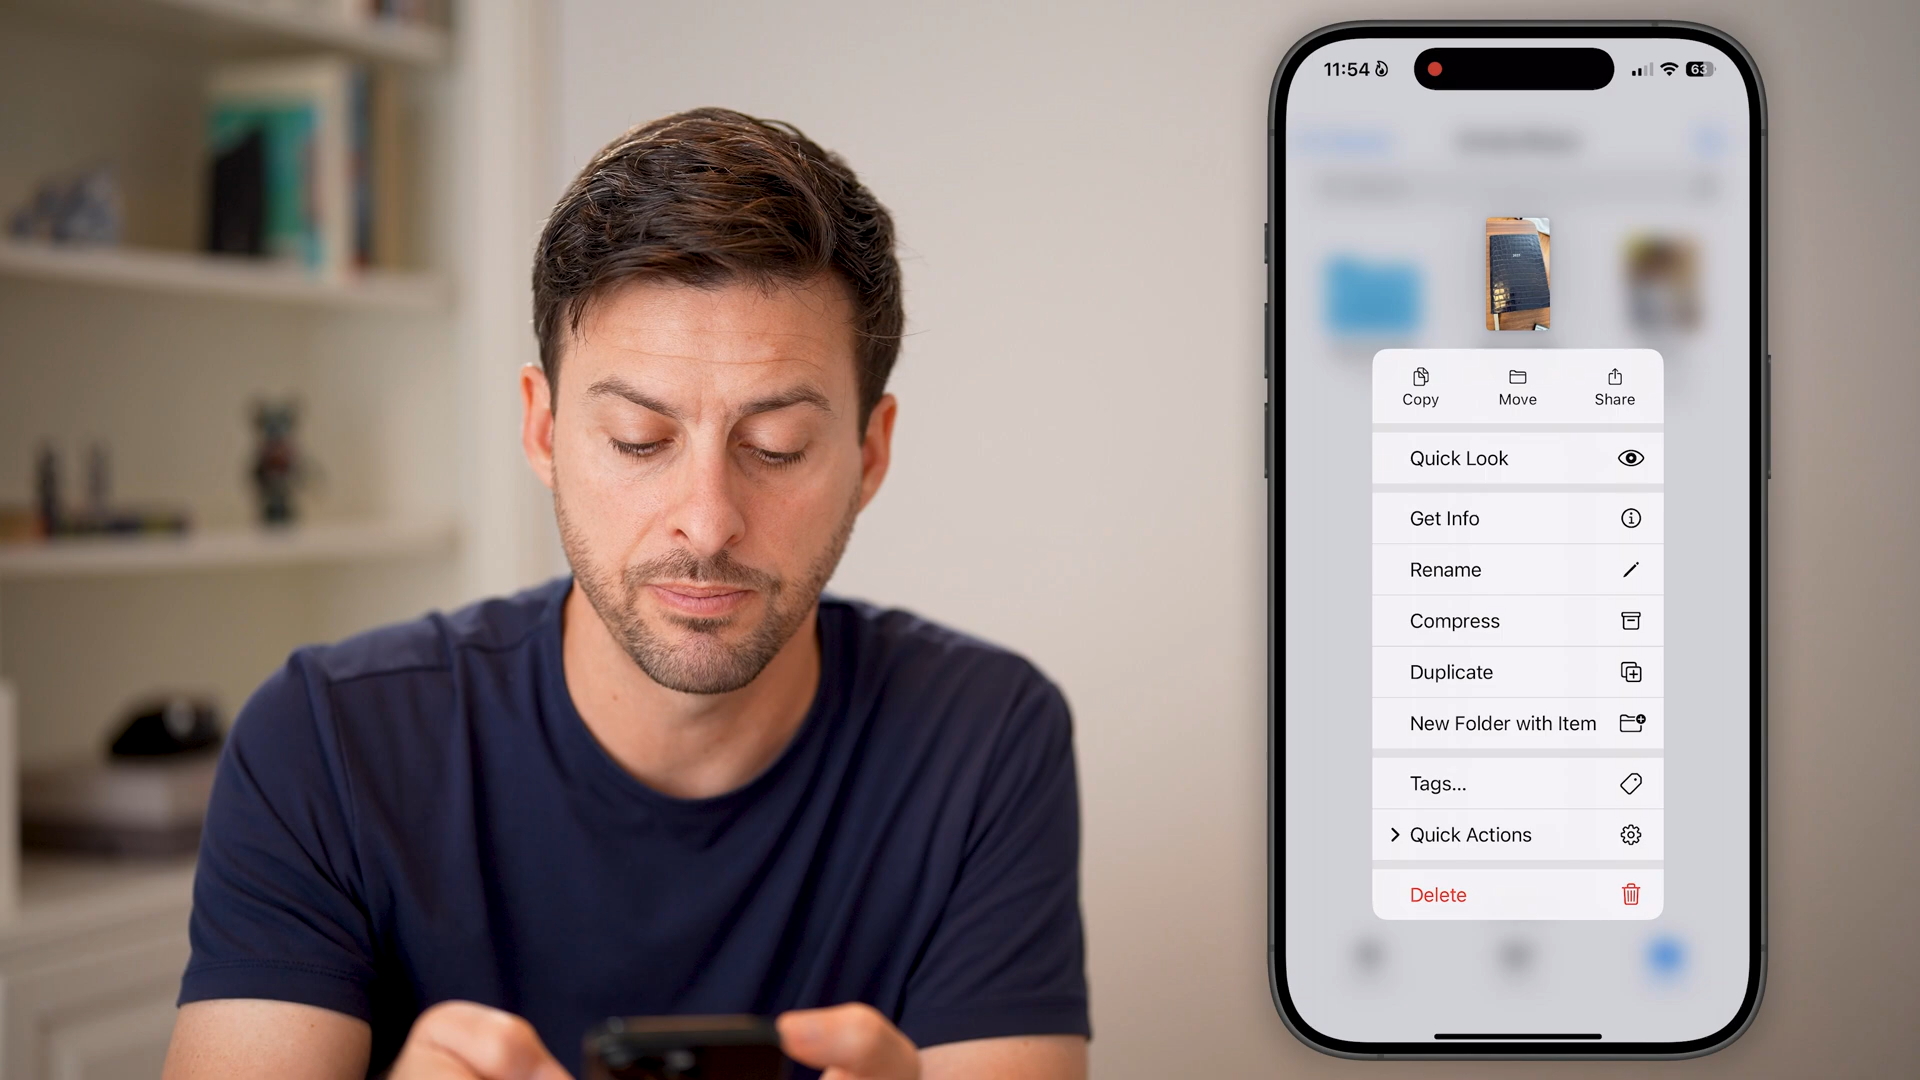 11:54
63
Copy
Move
Share
Quick Look
Get Info
Rename
Compress
Duplicate
New Folder with Item
Tags...
Quick Actions
Delete